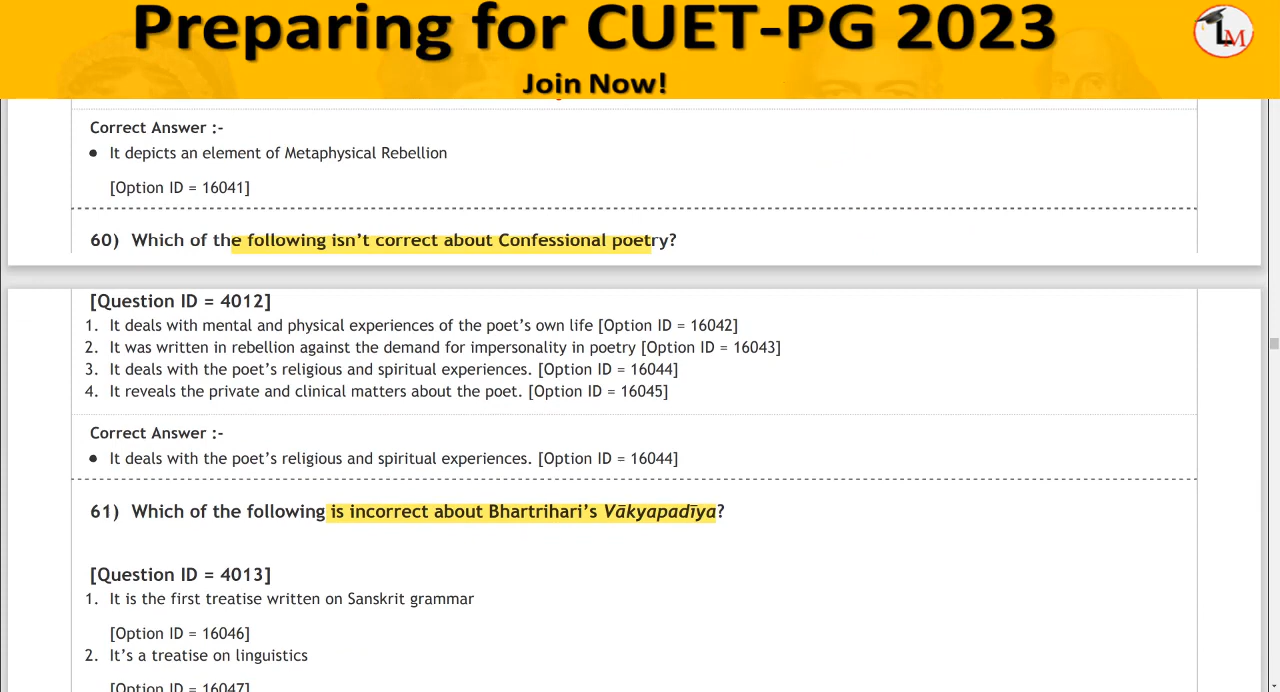 Preparing for CUET-PG 2023
Join Now!
LM
Correct Answer :-
• It depicts an element of Metaphysical Rebellion
[Option ID = 16041]
60) Which of the following isn’t correct about Confessional poetry?
[Question ID = 4012]
1. It deals with mental and physical experiences of the poet’s own life [Option ID = 16042]
2. It was written in rebellion against the demand for impersonality in poetry [Option ID = 16043]
3. It deals with the poet’s religious and spiritual experiences. [Option ID = 16044]
4. It reveals the private and clinical matters about the poet. [Option ID = 16045]
Correct Answer :-
• It deals with the poet’s religious and spiritual experiences. [Option ID = 16044]
61) Which of the following is incorrect about Bhartrihari’s Vākyapadīya?
[Question ID = 4013]
1. It is the first treatise written on Sanskrit grammar
[Option ID = 16046]
2. It’s a treatise on linguistics
[Option ID = 16047]